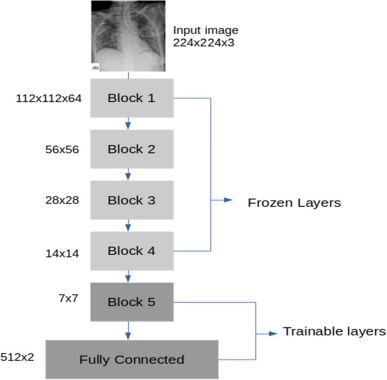 Input image
224x224x3
112x112x64
Block 1
56x56
Block 2
28x28
Block 3
Frozen Layers
14x14
Block 4
7x7
Block 5
Trainable layers
512x2
Fully Connected